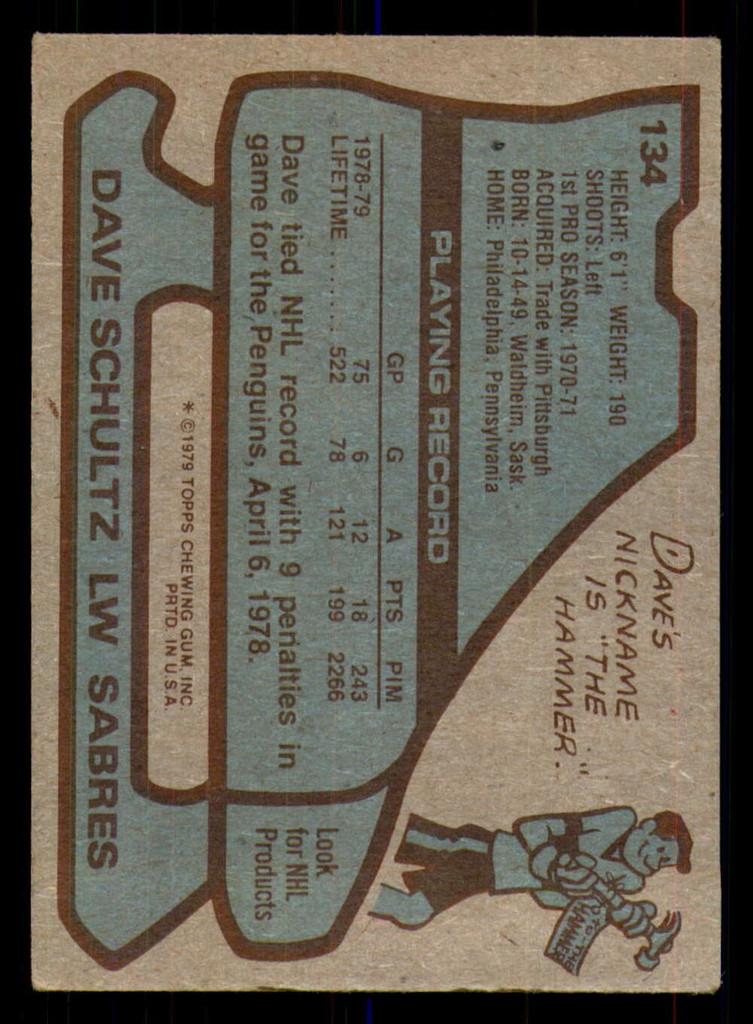 134
HEIGHT: 6'1" WEIGHT: 190
SHOOTS: Left
1st PRO SEASON: 1970-71
ACQUIRED: Trade with Pittsburgh
BORN: 10-14-49, Waldheim, Sask.
HOME: Philadelphia, Pennsylvania
DAVE'S
NICKNAME
IS "THE
HAMMER."
TO THE
HAMMER
PLAYING RECORD
GP G A PTS PIM
1978-79 75 6 12 18 243
LIFETIME ........ 522 78 121 199 2266
Dave tied NHL record with 9 penalties in
game for the Penguins, April 6, 1978.
Look
for NHL
Products
* ©1979 TOPPS CHEWING GUM, INC.
PRTD. IN U.S.A.
DAVE SCHULTZ LW SABRES